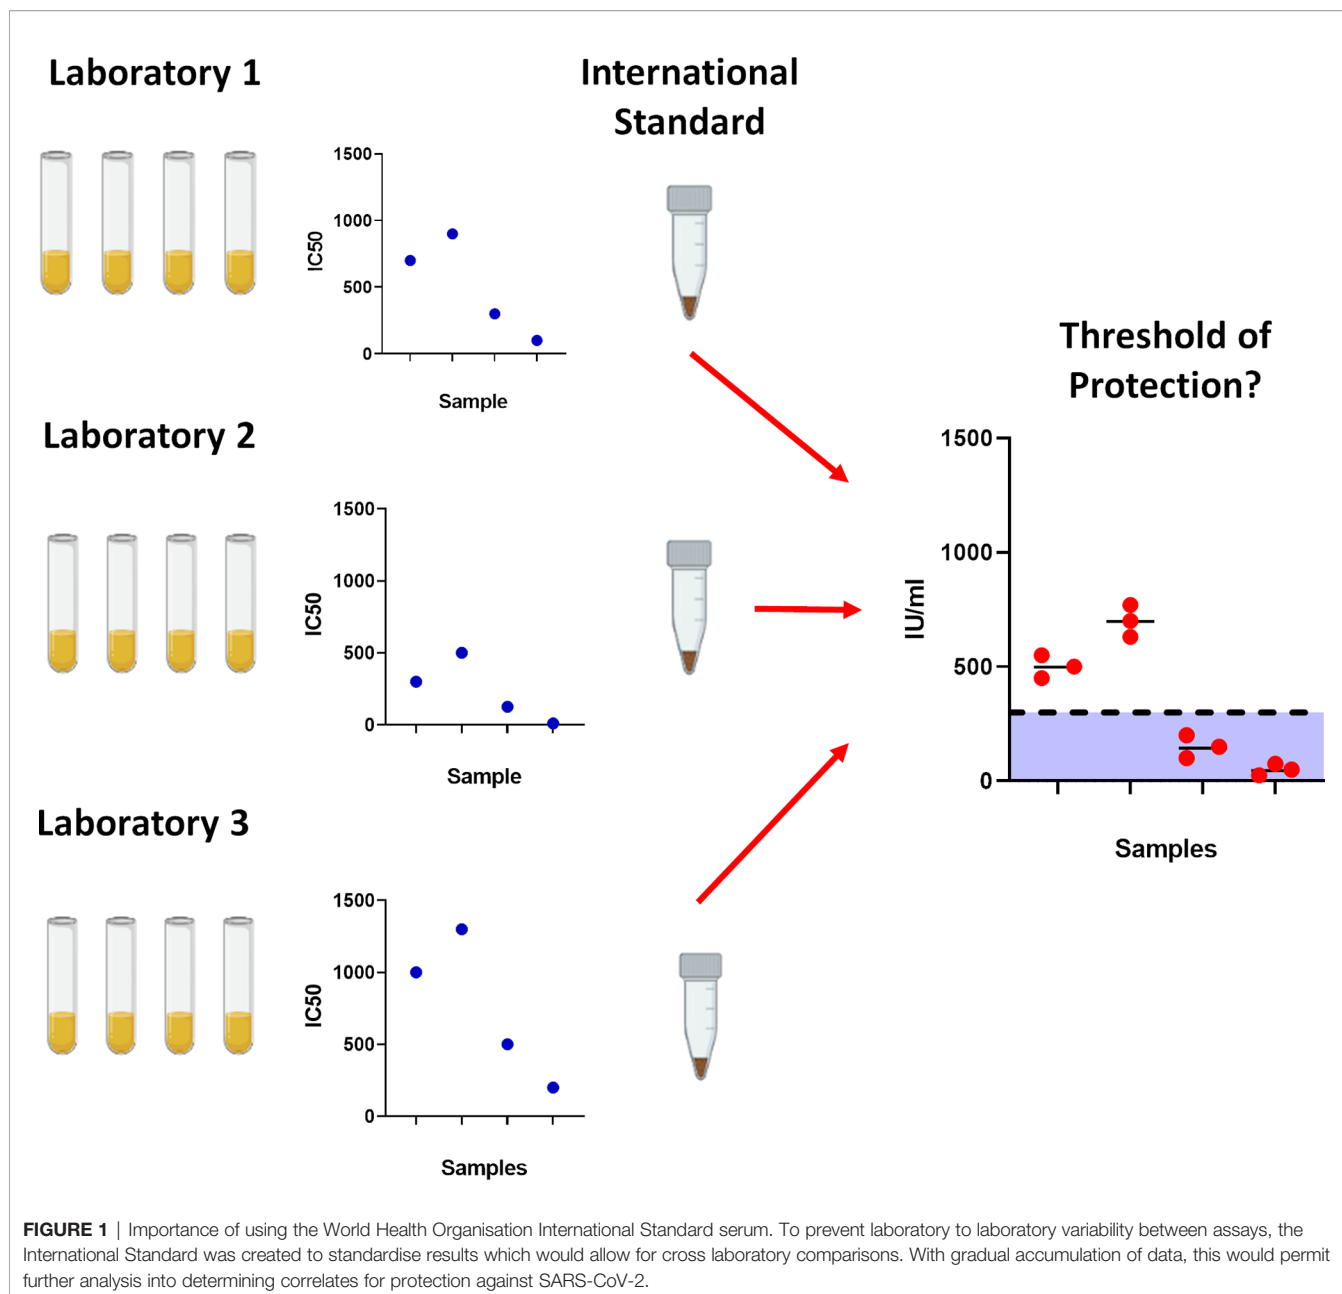 Laboratory 1
International
Standard
1500
1000
500
0
IC50
Sample
Threshold of
Protection?
Laboratory 2
1500
1000
500
0
IC50
Sample
1500
1000
500
0
IU/ml
Samples
Laboratory 3
1500
1000
500
0
IC50
Samples
FIGURE 1 | Importance of using the World Health Organisation International Standard serum. To prevent laboratory to laboratory variability between assays, the
International Standard was created to standardise results which would allow for cross laboratory comparisons. With gradual accumulation of data, this would permit
further analysis into determining correlates for protection against SARS-CoV-2.